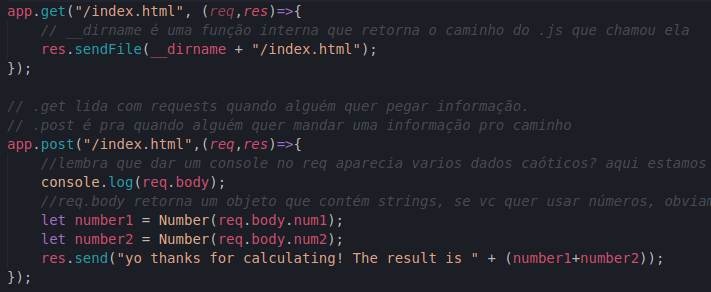 app.get("/index.html", (req,res)=>{
// __dirname é uma função interna que retorna o caminho do .js que chamou ela
res.sendFile(__dirname + "/index.html");
});
// .get lida com requests quando alguém quer pegar informação.
// .post é pra quando alguém quer mandar uma informação pro caminho
app.post("/index.html",(req,res)=>{
//lembra que dar um console no req aparecia varios dados caóticos? aqui estamos
console.log(req.body);
//req.body retorna um objeto que contém strings, se vc quer usar números, obviam
let number1 = Number(req.body.num1);
let number2 = Number(req.body.num2);
res.send("yo thanks for calculating! The result is " + (number1+number2));
});